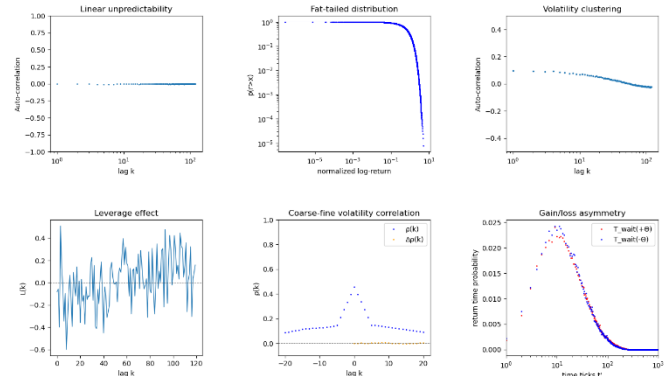 Linear unpredictability
Auto-correlation
1.00
0.75
0.50
0.25
0.00
-0.25
-0.50
-0.75
-1.00
10⁰
10¹
10²
lag k
Fat-tailed distribution
p(r>x)
10⁰
10⁻¹
10⁻²
10⁻³
10⁻⁴
10⁻⁵
10⁻⁵
10⁻³
10⁻¹
10¹
normalized log-return
Volatility clustering
Auto-correlation
0.4
0.2
0.0
-0.2
-0.4
10⁰
10¹
10²
lag k
Leverage effect
L(k)
0.4
0.2
0.0
-0.2
-0.4
-0.6
0
20
40
60
80
100
120
lag k
Coarse-fine volatility correlation
ρ(k)
1.0
0.8
0.6
0.4
0.2
0.0
ρ(k)
Δρ(k)
-20
-10
0
10
20
lag k
Gain/loss asymmetry
return time probability
0.025
0.020
0.015
0.010
0.005
0.000
T_wait(+Θ)
T_wait(-Θ)
10⁰
10¹
10²
10³
time ticks t'